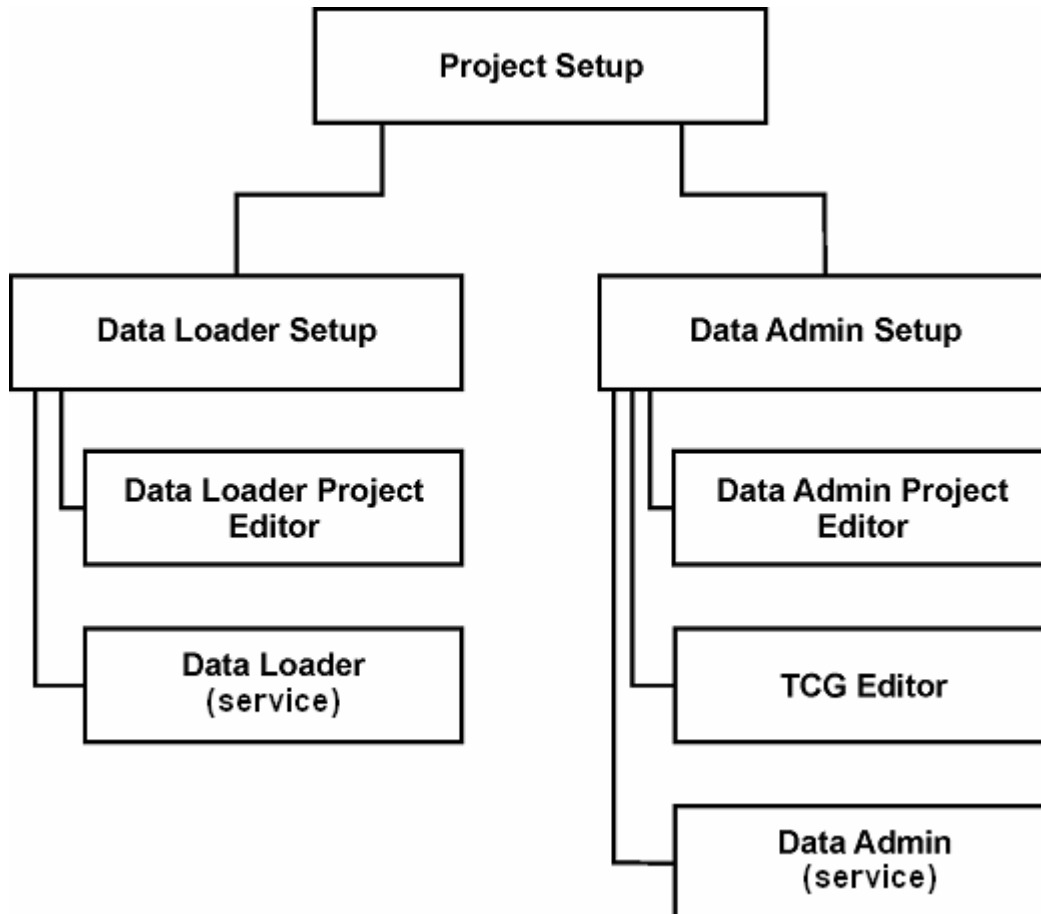 Project Setup
Data Loader Setup
Data Admin Setup
Data Loader Project
Editor
Data Admin Project
Editor
Data Loader
(service)
TCG Editor
Data Admin
(service)